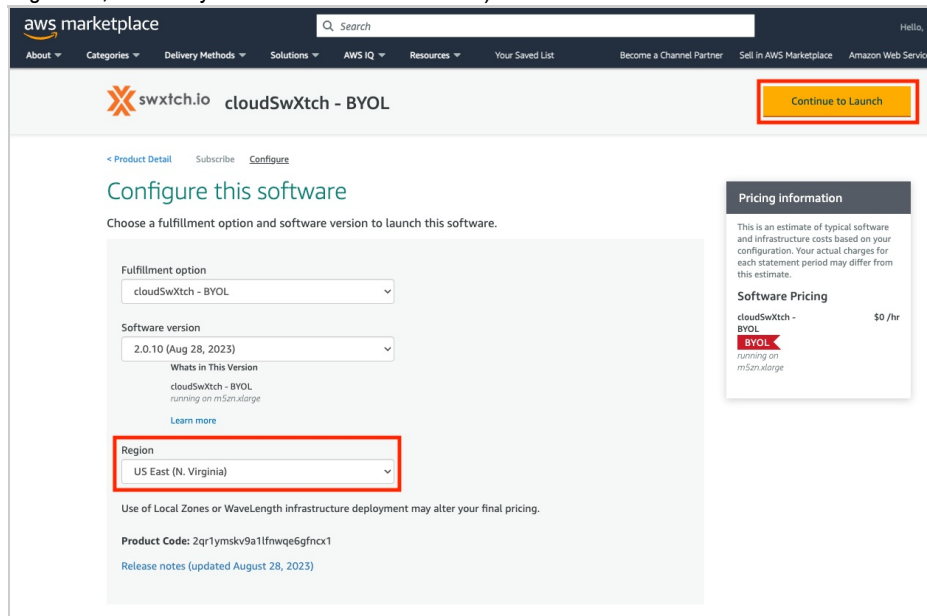 aws marketplace
Search
Hello,
About Categories Delivery Methods Solutions AWS IQ Resources Your Saved List Become a Channel Partner Sell in AWS Marketplace Amazon Web Servic
swxtch.io cloudSwXtch - BYOL
Continue to Launch
< Product Detail Subscribe Configure
Configure this software
Choose a fulfillment option and software version to launch this software.
Fulfillment option
cloudSwXtch - BYOL
Software version
2.0.10 (Aug 28, 2023)
Whats in This Version
cloudSwXtch - BYOL
running on m5zn.xlarge
Learn more
Region
US East (N. Virginia)
Use of Local Zones or WaveLength infrastructure deployment may alter your final pricing.
Product Code: 2qr1ymskv9a1lfnwqe6gfncx1
Release notes (updated August 28, 2023)
Pricing information
This is an estimate of typical software
and infrastructure costs based on your
configuration. Your actual charges for
each statement period may differ from
this estimate.
Software Pricing
cloudSwXtch - $0 /hr
BYOL
BYOL
running on
m5zn.xlarge